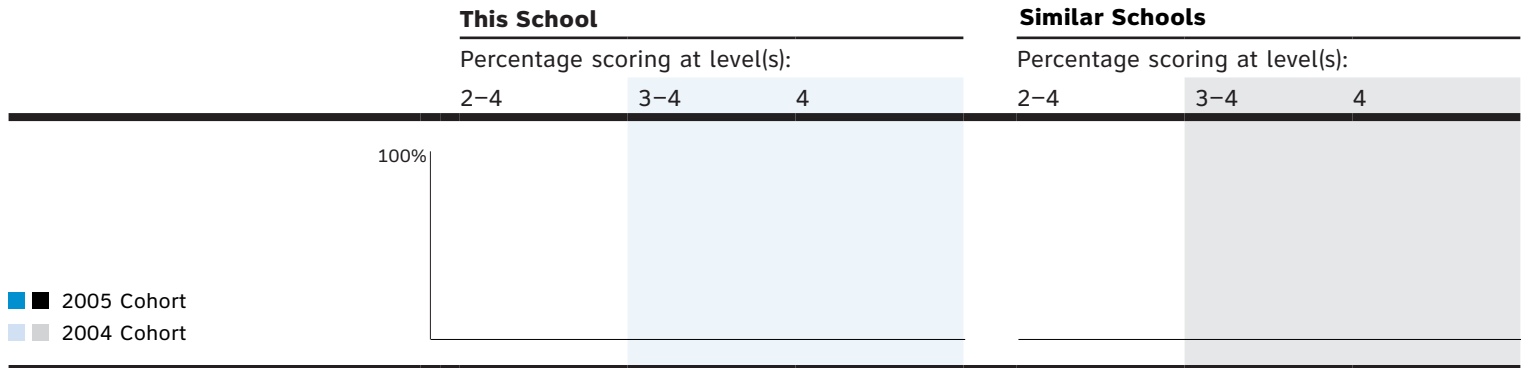 This School Similar Schools
Percentage scoring at level(s): Percentage scoring at level(s):
2–4 3–4 4 2–4 3–4 4
100%
2005 Cohort
2004 Cohort